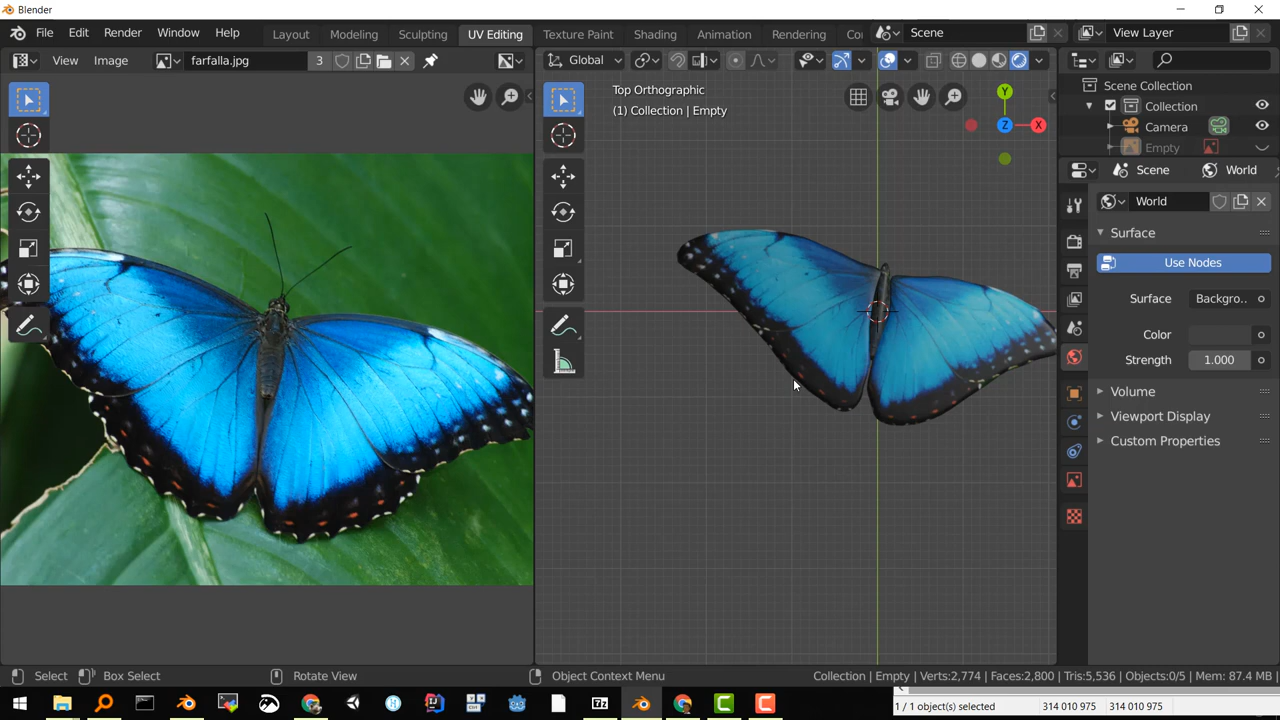 Blender
File Edit Render Window Help Layout Modeling Sculpting UV Editing Texture Paint Shading Animation Rendering Co Scene View Layer
View Image farfalla.jpg 3 Global
Top Orthographic
(1) Collection | Empty
Y
Z X
Scene Collection
Collection
Camera
Empty
Scene World
World
Surface
Use Nodes
Surface Backgro..
Color
Strength 1.000
Volume
Viewport Display
Custom Properties
Select Box Select Rotate View Object Context Menu Collection | Empty | Verts:2,774 | Faces:2,800 | Tris:5,536 | Objects:0/5 | Mem: 87.4 MB
7z
1 / 1 object(s) selected 314 010 975 314 010 975